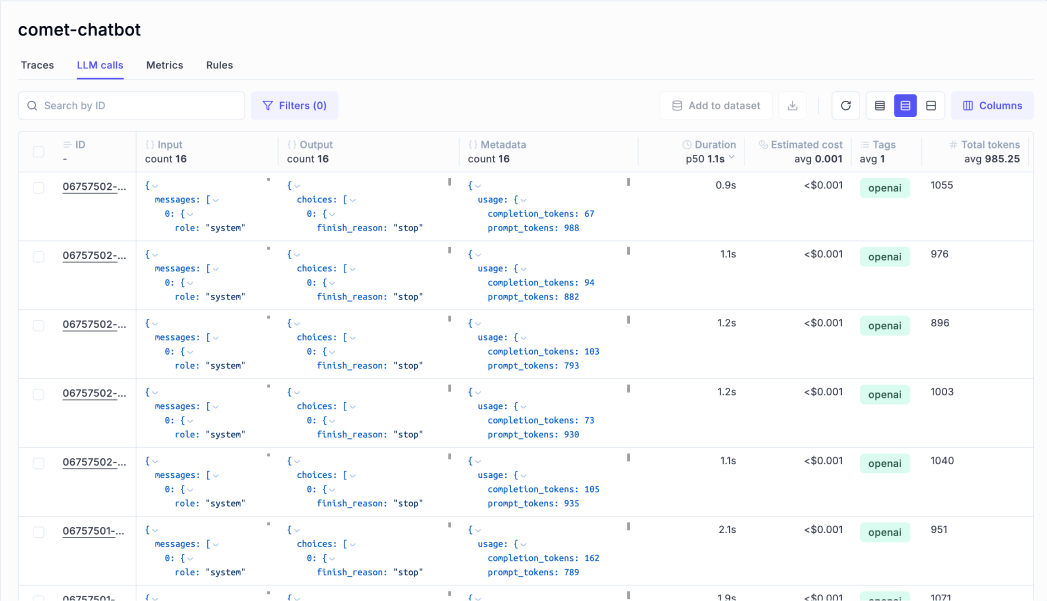 comet-chatbot
Traces LLM calls Metrics Rules
Search by ID Filters (0) Add to dataset Columns
ID Input Output Metadata Duration Estimated cost Tags Total tokens
- count 16 count 16 count 16 p50 1.1s avg 0.001 avg 1 avg 985.25
06757502-... { { { 0.9s <$0.001 openai 1055
messages: [ choices: [ usage: {
0: { 0: { completion_tokens: 67
role: "system" finish_reason: "stop" prompt_tokens: 988
06757502-... { { { 1.1s <$0.001 openai 976
messages: [ choices: [ usage: {
0: { 0: { completion_tokens: 94
role: "system" finish_reason: "stop" prompt_tokens: 882
06757502-... { { { 1.2s <$0.001 openai 896
messages: [ choices: [ usage: {
0: { 0: { completion_tokens: 103
role: "system" finish_reason: "stop" prompt_tokens: 793
06757502-... { { { 1.2s <$0.001 openai 1003
messages: [ choices: [ usage: {
0: { 0: { completion_tokens: 73
role: "system" finish_reason: "stop" prompt_tokens: 930
06757502-... { { { 1.1s <$0.001 openai 1040
messages: [ choices: [ usage: {
0: { 0: { completion_tokens: 105
role: "system" finish_reason: "stop" prompt_tokens: 935
06757501-... { { { 2.1s <$0.001 openai 951
messages: [ choices: [ usage: {
0: { 0: { completion_tokens: 162
role: "system" finish_reason: "stop" prompt_tokens: 789
06757501-... { { { 1.9s <$0.001 openai 1071